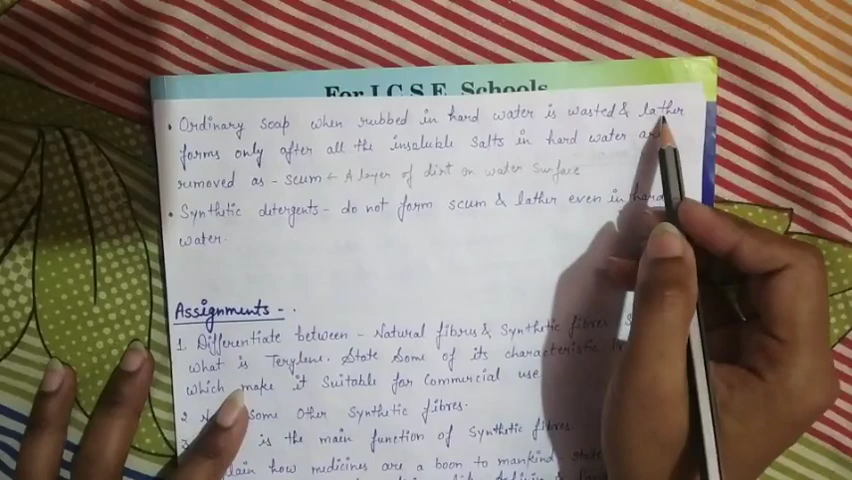 For I.C.S.E. Schools
• Ordinary soap when rubbed in hard water is wasted & lather
forms only after all the insoluble salts in hard water are
removed as - scum ← A layer of dirt on water surface
• Synthetic detergents - do not form scum & lather even in hard
water.
Assignments - .
1. Differentiate between - Natural fibres & Synthetic fibres
what is Terylene. State some of its characteristic
which make it suitable for commercial use
2 some other synthetic fibres.
3 is the main function of synthetic fibres.
how medicines are a boon to mankind - state